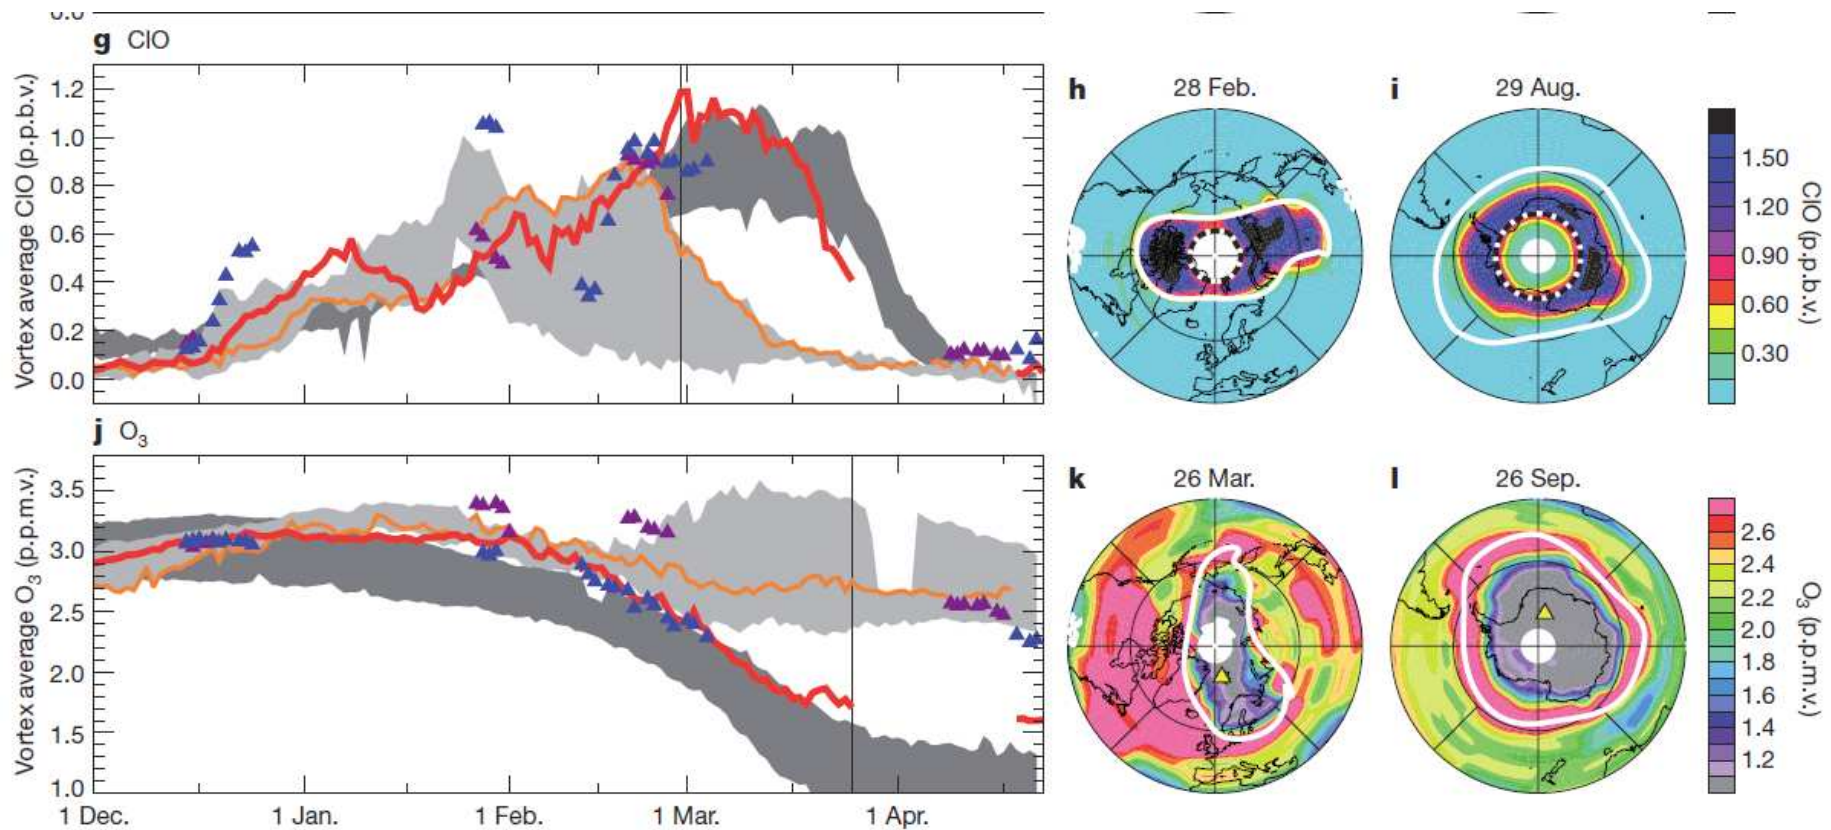 0.0
g ClO
Vortex average ClO (p.p.b.v.)
1.2
1.0
0.8
0.6
0.4
0.2
0.0
h 28 Feb.
i 29 Aug.
1.50
1.20
0.90
0.60
0.30
ClO (p.p.b.v.)
j O₃
Vortex average O₃ (p.p.m.v.)
3.5
3.0
2.5
2.0
1.5
1.0
1 Dec. 1 Jan. 1 Feb. 1 Mar. 1 Apr.
k 26 Mar.
l 26 Sep.
2.6
2.4
2.2
2.0
1.8
1.6
1.4
1.2
O₃ (p.p.m.v.)